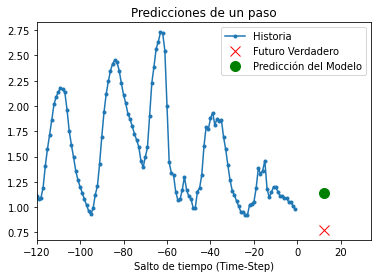 Predicciones de un paso
Historia
Futuro Verdadero
Predicción del Modelo
2.75
2.50
2.25
2.00
1.75
1.50
1.25
1.00
0.75
−120 −100 −80 −60 −40 −20 0 20
Salto de tiempo (Time-Step)